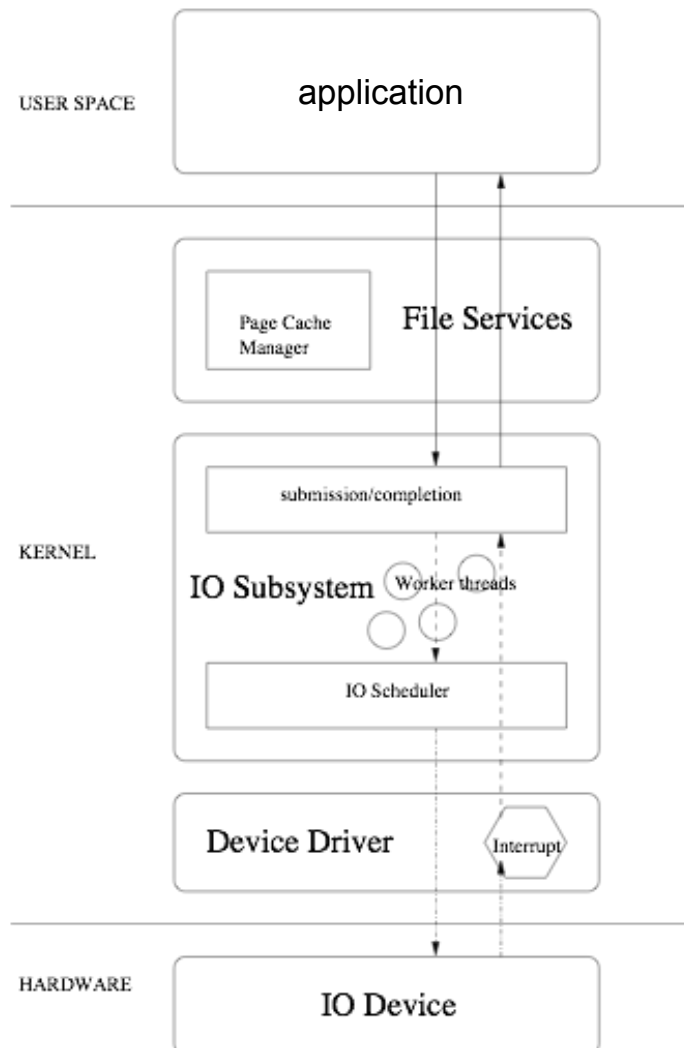 application
USER SPACE
Page Cache
Manager
File Services
submission/completion
KERNEL
IO Subsystem
Worker threads
IO Scheduler
Device Driver
Interrupt
HARDWARE
IO Device